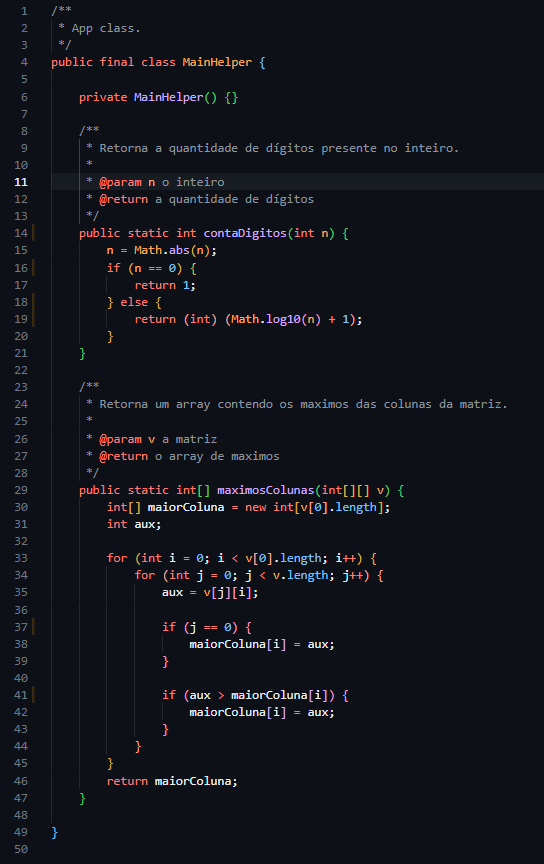 1 /**
2  * App class.
3  */
4 public final class MainHelper {
5
6     private MainHelper() {}
7
8     /**
9      * Retorna a quantidade de dígitos presente no inteiro.
10      *
11      * @param n o inteiro
12      * @return a quantidade de dígitos
13      */
14     public static int contaDigitos(int n) {
15         n = Math.abs(n);
16         if (n == 0) {
17             return 1;
18         } else {
19             return (int) (Math.log10(n) + 1);
20         }
21     }
22
23     /**
24      * Retorna um array contendo os maximos das colunas da matriz.
25      *
26      * @param v a matriz
27      * @return o array de maximos
28      */
29     public static int[] maximosColunas(int[][] v) {
30         int[] maiorColuna = new int[v[0].length];
31         int aux;
32
33         for (int i = 0; i < v[0].length; i++) {
34             for (int j = 0; j < v.length; j++) {
35                 aux = v[j][i];
36
37                 if (j == 0) {
38                     maiorColuna[i] = aux;
39                 }
40
41                 if (aux > maiorColuna[i]) {
42                     maiorColuna[i] = aux;
43                 }
44             }
45         }
46         return maiorColuna;
47     }
48
49 }
50